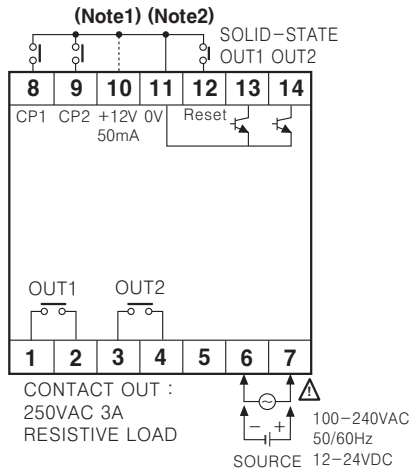 (Note1) (Note2)
SOLID-STATE
OUT1 OUT2
8 9 10 11 12 13 14
CP1 CP2 +12V 0V Reset
50mA
OUT1 OUT2
1 2 3 4 5 6 7
CONTACT OUT :
250VAC 3A
RESISTIVE LOAD
100-240VAC
50/60Hz
SOURCE 12-24VDC